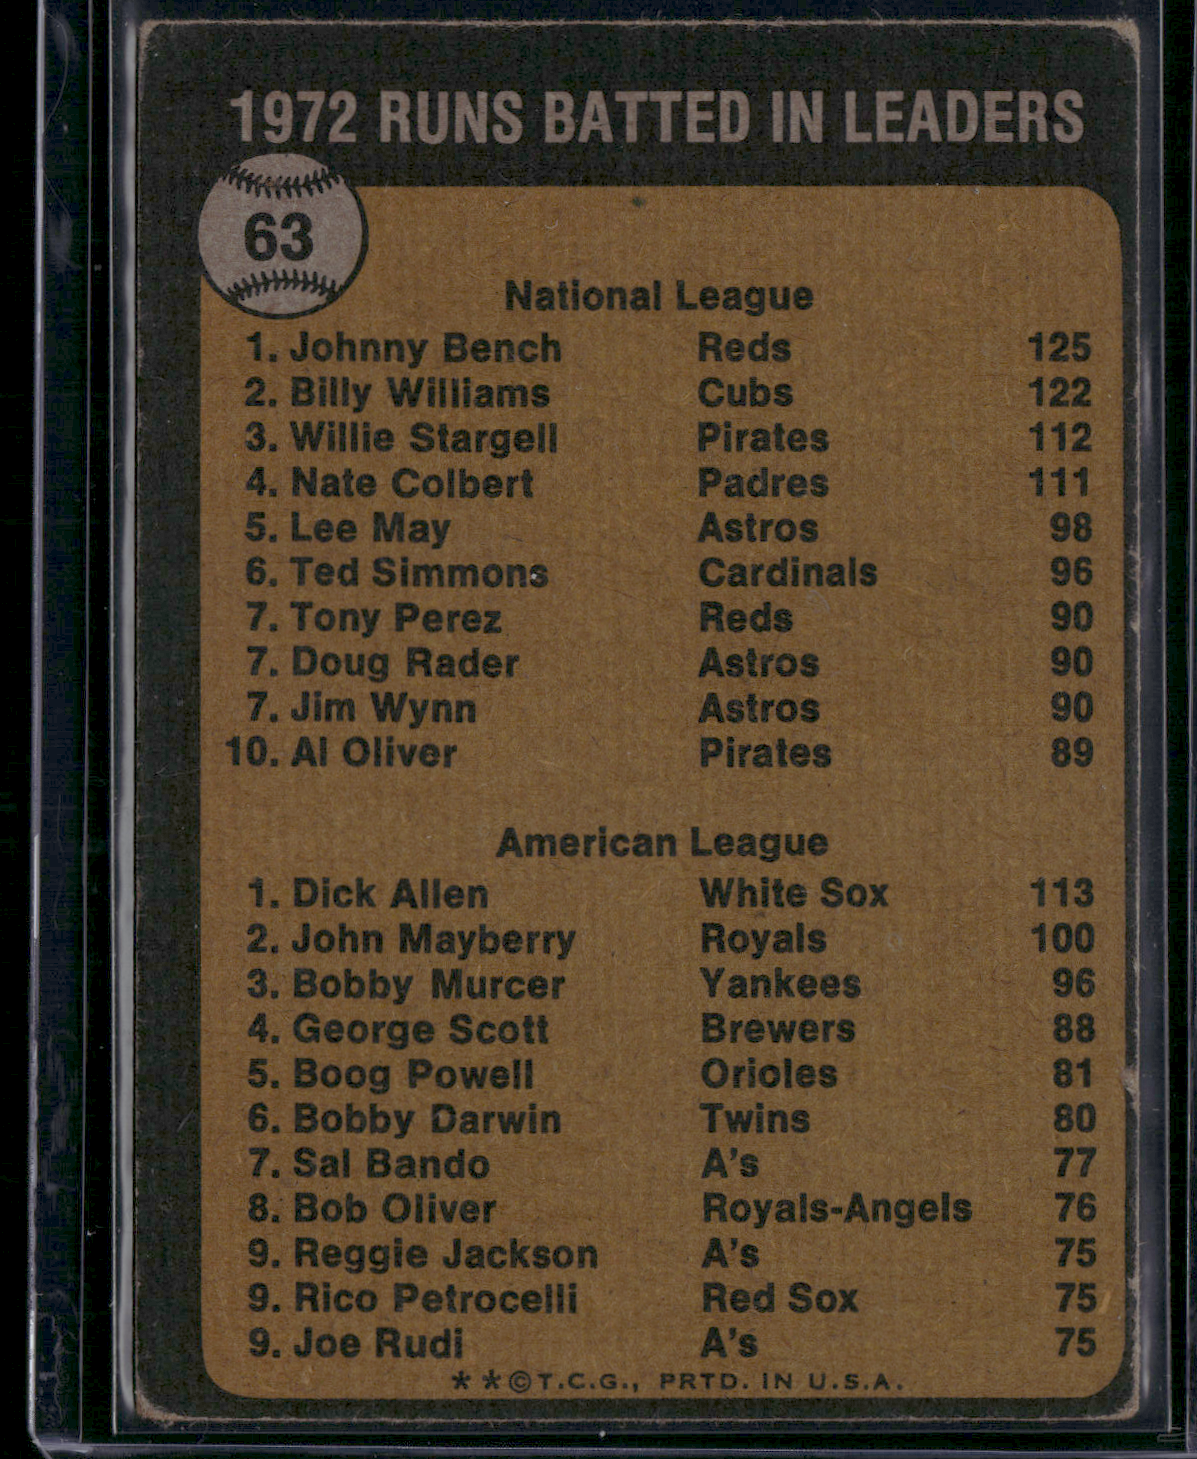 1972 RUNS BATTED IN LEADERS
63
National League
1. Johnny Bench Reds 125
2. Billy Williams Cubs 122
3. Willie Stargell Pirates 112
4. Nate Colbert Padres 111
5. Lee May Astros 98
6. Ted Simmons Cardinals 96
7. Tony Perez Reds 90
7. Doug Rader Astros 90
7. Jim Wynn Astros 90
10. Al Oliver Pirates 89
American League
1. Dick Allen White Sox 113
2. John Mayberry Royals 100
3. Bobby Murcer Yankees 96
4. George Scott Brewers 88
5. Boog Powell Orioles 81
6. Bobby Darwin Twins 80
7. Sal Bando A's 77
8. Bob Oliver Royals-Angels 76
9. Reggie Jackson A's 75
9. Rico Petrocelli Red Sox 75
9. Joe Rudi A's 75
**©T.C.G., PRTD. IN U.S.A.